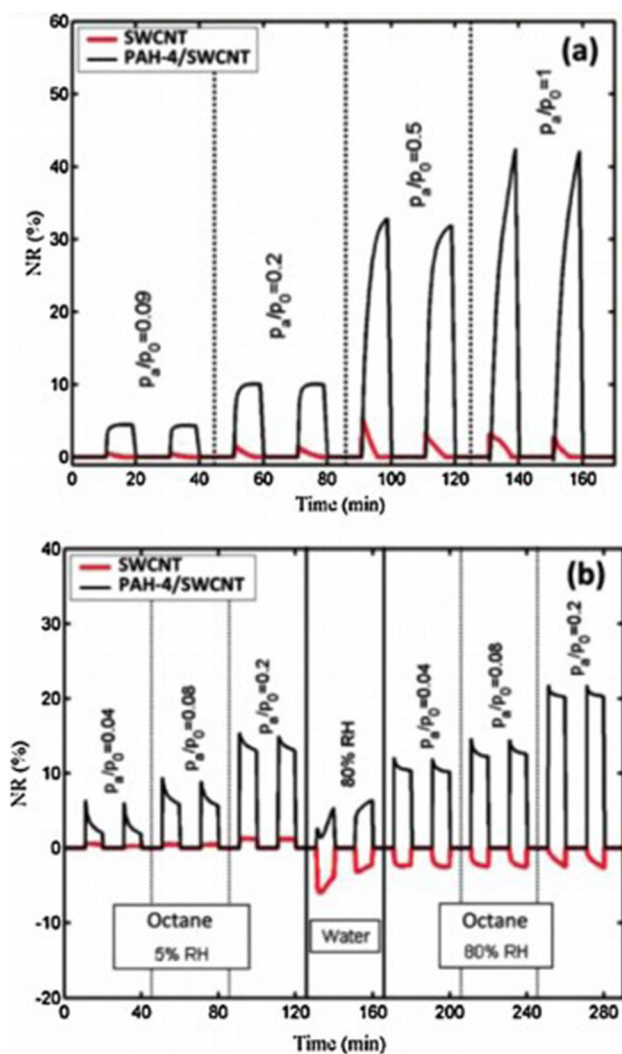 (a)
SWCNT
PAH-4/SWCNT
60
50
40
30
20
10
0
NR (%)
pa/p0=0.09
pa/p0=0.2
pa/p0=0.5
pa/p0=1
0 20 40 60 80 100 120 140 160
Time (min)
(b)
SWCNT
PAH-4/SWCNT
40
30
20
10
0
-10
-20
NR (%)
pa/p0=0.04
pa/p0=0.08
pa/p0=0.2
80% RH
pa/p0=0.04
pa/p0=0.08
pa/p0=0.2
Octane
5% RH
Water
Octane
80% RH
0 40 80 120 160 200 240 280
Time (min)